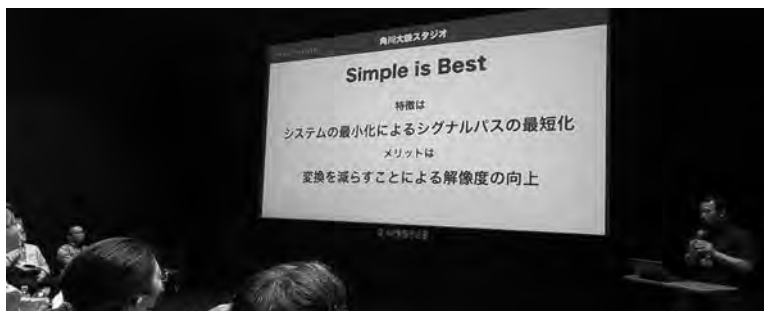 角川大映スタジオ
Simple is Best
特徴は
システムの最小化によるシグナルパスの最短化
メリットは
変換を減らすことによる解像度の向上